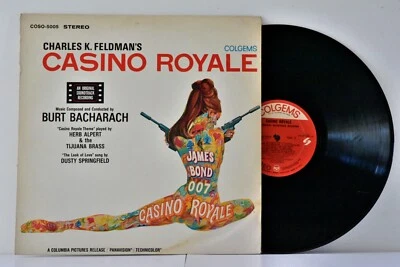 COSO-5005 STEREO
CHARLES K. FELDMAN'S
COLGEMS
CASINO ROYALE
AN ORIGINAL
SOUNDTRACK
RECORDING
Music Composed and Conducted by
BURT BACHARACH
"Casino Royale Theme" played by
HERB ALPERT
& the
TIJUANA BRASS
"The Look of Love" sung by
DUSTY SPRINGFIELD
JAMES
BOND
007
CASINO ROYALE
A COLUMBIA PICTURES RELEASE PANAVISION® TECHNICOLOR®
COLGEMS
CASINO ROYALE